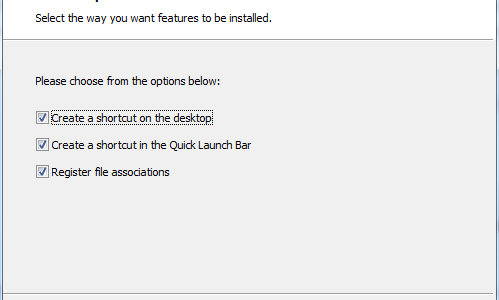 Select the way you want features to be installed.
Please choose from the options below:
Create a shortcut on the desktop
Create a shortcut in the Quick Launch Bar
Register file associations